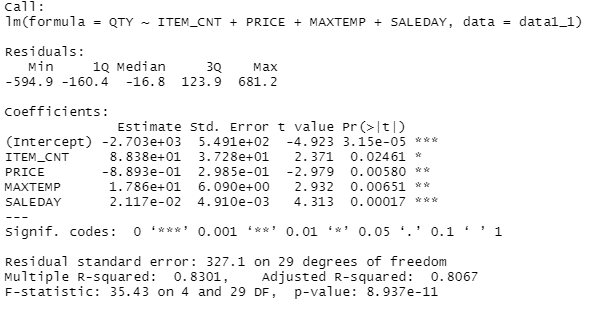 Call:
lm(formula = QTY ~ ITEM_CNT + PRICE + MAXTEMP + SALEDAY, data = data1_1)
Residuals:
Min 1Q Median 3Q Max
-594.9 -160.4 -16.8 123.9 681.2
Coefficients:
Estimate Std. Error t value Pr(>|t|)
(Intercept) -2.703e+03 5.491e+02 -4.923 3.15e-05 ***
ITEM_CNT 8.838e+01 3.728e+01 2.371 0.02461 *
PRICE -8.893e-01 2.985e-01 -2.979 0.00580 **
MAXTEMP 1.786e+01 6.090e+00 2.932 0.00651 **
SALEDAY 2.117e-02 4.910e-03 4.313 0.00017 ***
---
Signif. codes: 0 ‘***’ 0.001 ‘**’ 0.01 ‘*’ 0.05 ‘.’ 0.1 ‘ ’ 1
Residual standard error: 327.1 on 29 degrees of freedom
Multiple R-squared: 0.8301, Adjusted R-squared: 0.8067
F-statistic: 35.43 on 4 and 29 DF, p-value: 8.937e-11